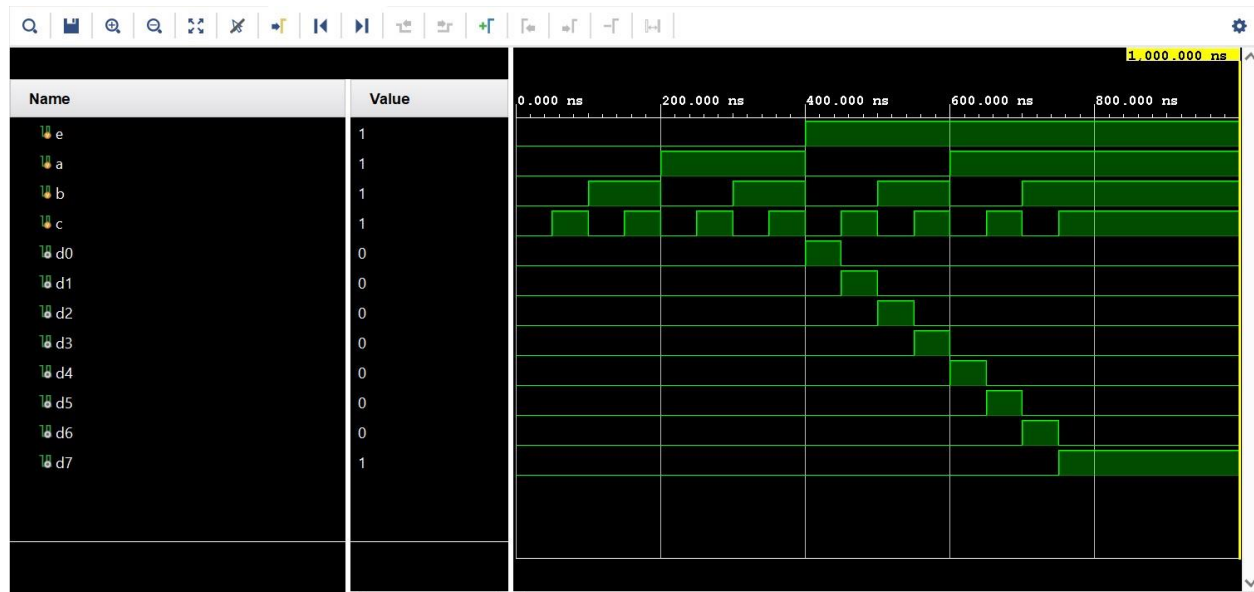 1,000.000 ns
Name Value
0.000 ns 200.000 ns 400.000 ns 600.000 ns 800.000 ns
e 1
a 1
b 1
c 1
d0 0
d1 0
d2 0
d3 0
d4 0
d5 0
d6 0
d7 1